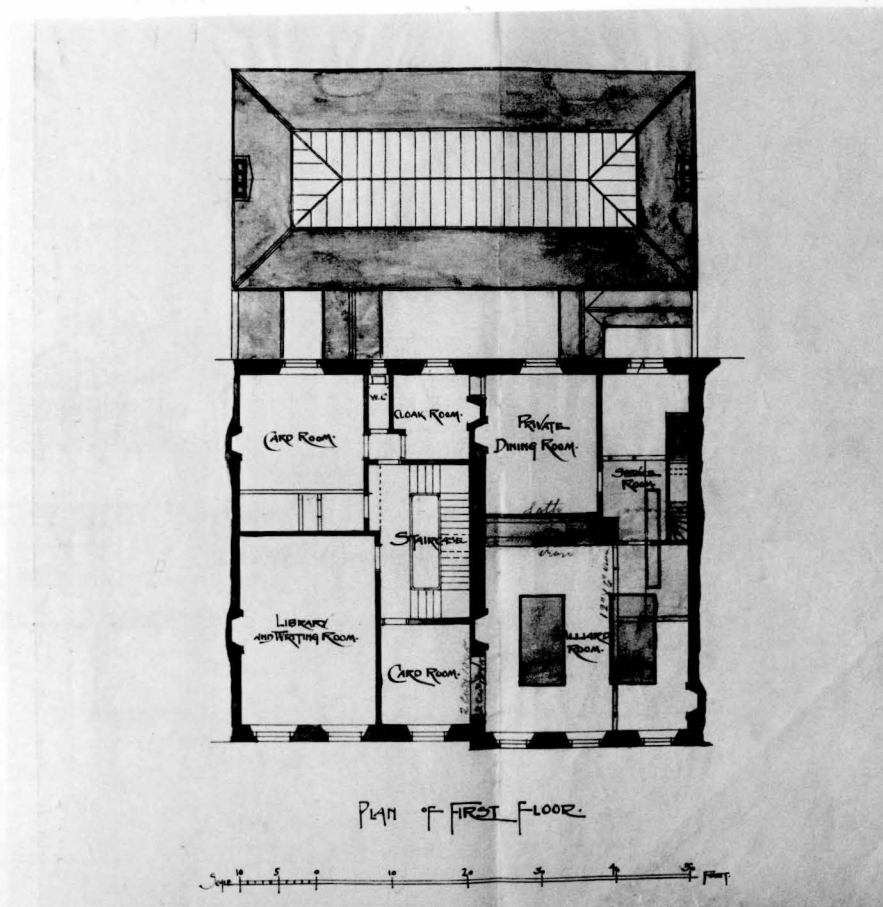 W.C.
CLOAK ROOM.
CARD ROOM.
PRIVATE
DINING ROOM.
SERVICE
ROOM
STAIRCASE
LIBRARY
AND WRITING ROOM.
CARD ROOM.
ILLIARD
ROOM.
PLAN OF FIRST FLOOR.
Scale 10 5 0 10 20 30 40 50 FEET.